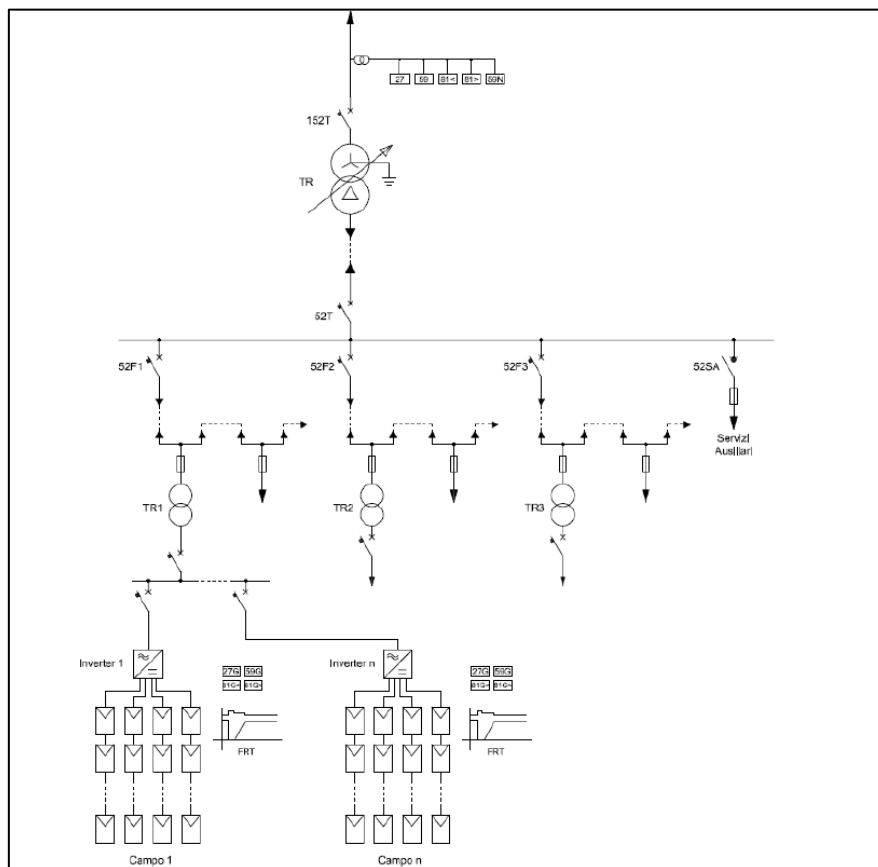 27 59 81< 81> 59N
152T
TR
52T
52F1 52F2 52F3 52SA
Servizi
Ausiliari
TR1 TR2 TR3
Inverter 1 27G 59G Inverter n 27G 59G
81G< 81G> 81G< 81G>
FRT FRT
Campo 1 Campo n